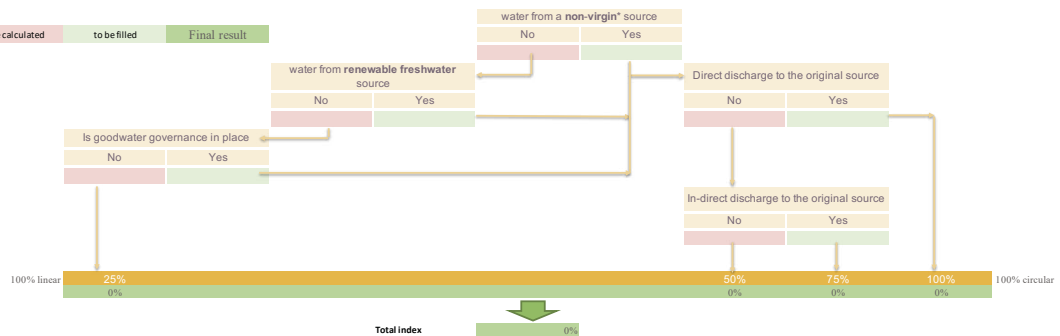 water from a non-virgin* source
No Yes
calculated to be filled Final result
water from renewable freshwater
source
No Yes
Direct discharge to the original source
No Yes
Is goodwater governance in place
No Yes
In-direct discharge to the original source
No Yes
100% linear 25% 50% 75% 100% 100% circular
0% 0% 0% 0%
Total index 0%